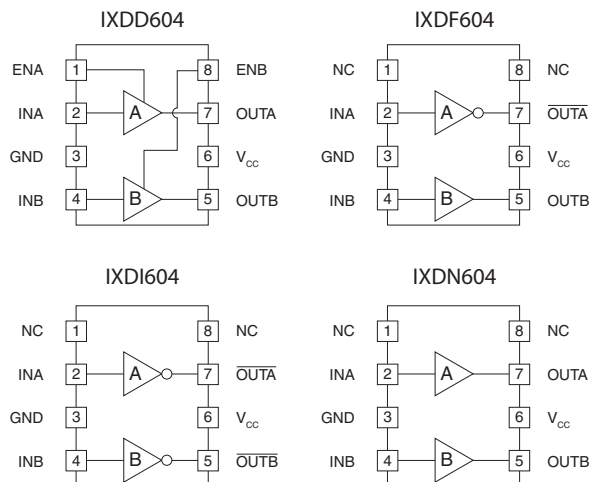 IXDD604
ENA 1 8 ENB
INA 2 A 7 OUTA
GND 3 6 VCC
INB 4 B 5 OUTB
IXDF604
NC 1 8 NC
INA 2 A 7 OUTA
GND 3 6 VCC
INB 4 B 5 OUTB
IXDI604
NC 1 8 NC
INA 2 A 7 OUTA
GND 3 6 VCC
INB 4 B 5 OUTB
IXDN604
NC 1 8 NC
INA 2 A 7 OUTA
GND 3 6 VCC
INB 4 B 5 OUTB